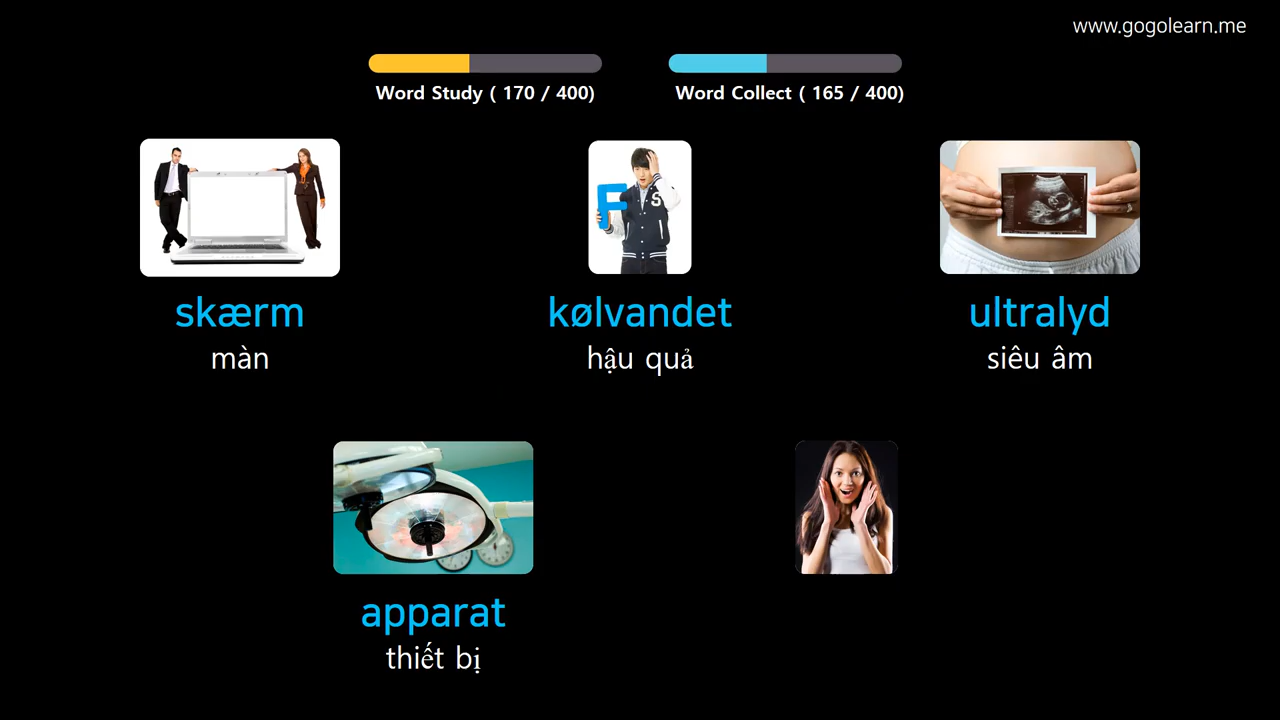 www.gogolearn.me
Word Study ( 170 / 400)
Word Collect ( 165 / 400)
F
S
skærm
màn
kølvandet
hậu quả
ultralyd
siêu âm
apparat
thiết bị